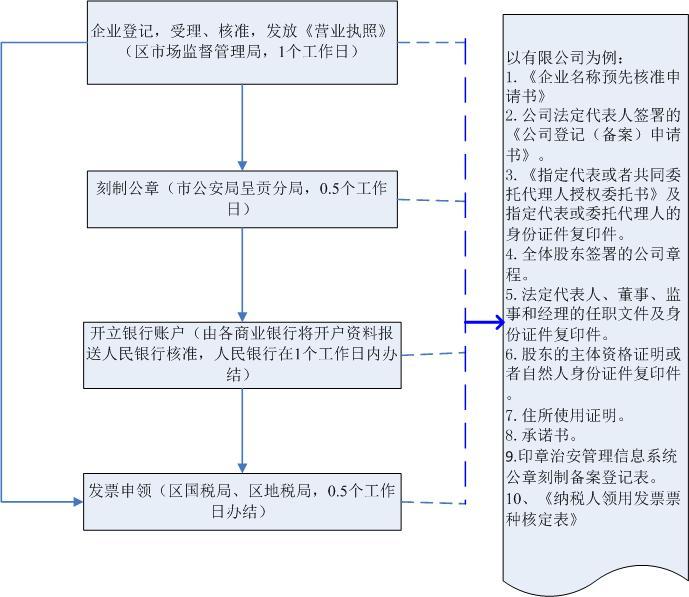 企业登记，受理、核准，发放《营业执照》
（区市场监督管理局，1个工作日）
刻制公章（市公安局呈贡分局，0.5个工作
日）
开立银行账户（由各商业银行将开户资料报
送人民银行核准，人民银行在1个工作日内办
结）
发票申领（区国税局、区地税局，0.5个工作
日办结）
以有限公司为例：
1.《企业名称预先核准申
请书》
2.公司法定代表人签署的
《公司登记（备案）申请
书》。
3.《指定代表或者共同委
托代理人授权委托书》及
指定代表或委托代理人的
身份证件复印件。
4.全体股东签署的公司章
程。
5.法定代表人、董事、监
事和经理的任职文件及身
份证件复印件。
6.股东的主体资格证明或
者自然人身份证件复印件
。
7.住所使用证明。
8.承诺书。
9.印章治安管理信息系统
公章刻制备案登记表。
10、《纳税人领用发票票
种核定表》